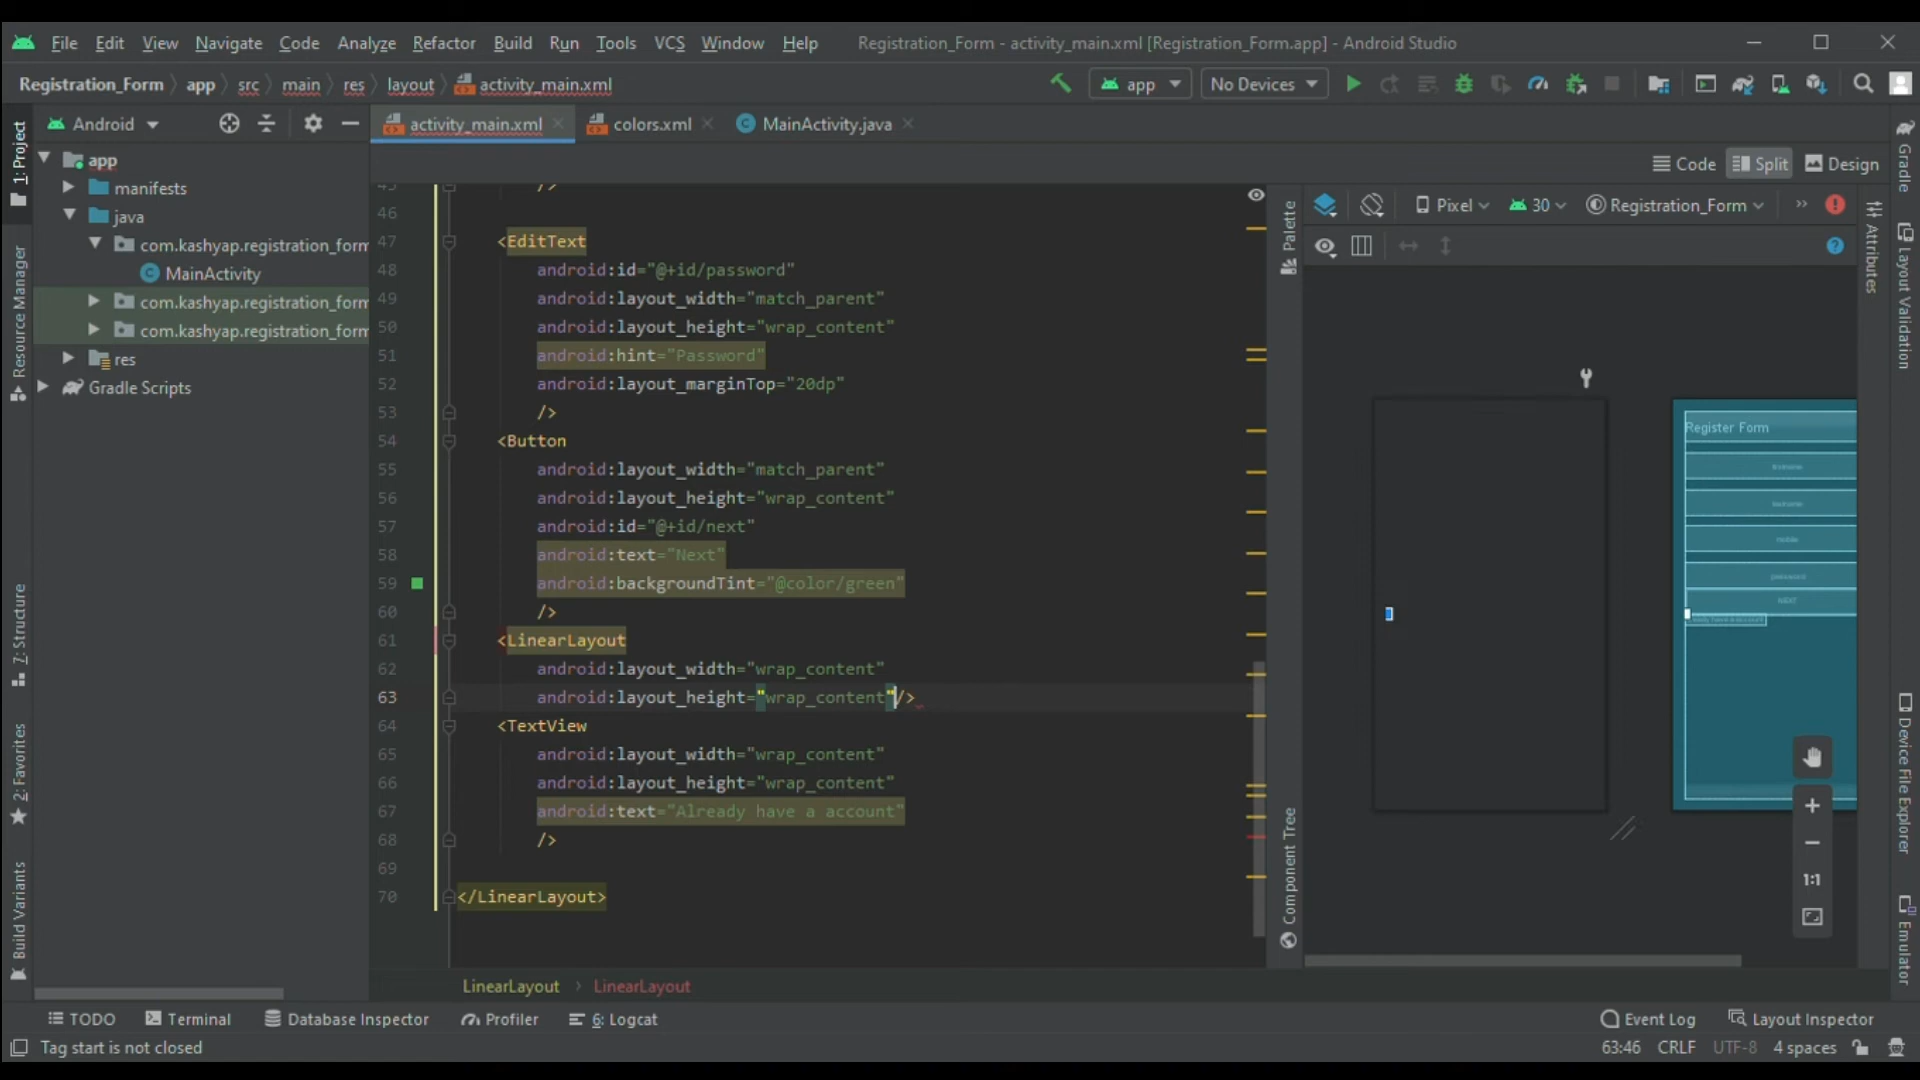 File Edit View Navigate Code Analyze Refactor Build Run Tools VCS Window Help Registration_Form - activity_main.xml [Registration_Form.app] - Android Studio
Registration_Form app src main res layout activity_main.xml app No Devices
1: Project Android activity_main.xml colors.xml MainActivity.java Gradle
app
manifests
java
com.kashyap.registration_form
MainActivity
com.kashyap.registration_form
com.kashyap.registration_form
res
Gradle Scripts
Resource Manager
7: Structure
2: Favorites
Build Variants
Code Split Design
Pixel 30 Registration_Form
Palette
Component Tree
Attributes
Layout Validation
Device File Explorer
Emulator
45 />
46
47 <EditText
48 android:id="@+id/password"
49 android:layout_width="match_parent"
50 android:layout_height="wrap_content"
51 android:hint="Password"
52 android:layout_marginTop="20dp"
53 />
54 <Button
55 android:layout_width="match_parent"
56 android:layout_height="wrap_content"
57 android:id="@+id/next"
58 android:text="Next"
59 android:backgroundTint="@color/green"
60 />
61 <LinearLayout
62 android:layout_width="wrap_content"
63 android:layout_height="wrap_content"/>
64 <TextView
65 android:layout_width="wrap_content"
66 android:layout_height="wrap_content"
67 android:text="Already have a account"
68 />
69
70 </LinearLayout>
Register Form
mobile
password
NEXT
1:1
LinearLayout › LinearLayout
TODO Terminal Database Inspector Profiler 6: Logcat Event Log Layout Inspector
Tag start is not closed 63:46 CRLF UTF-8 4 spaces